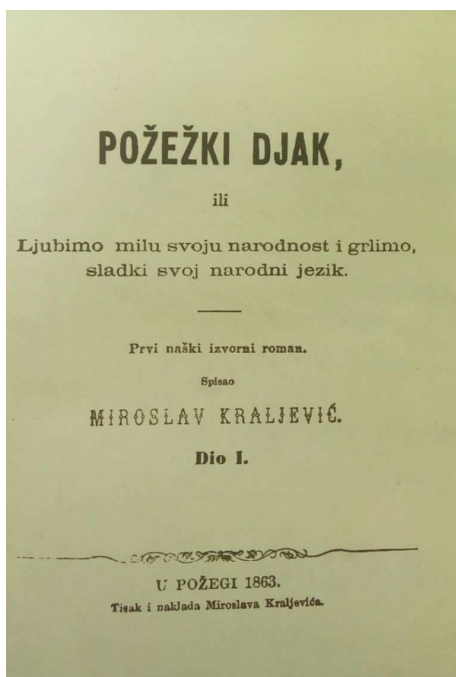 POŽEŽKI DJAK,
ili
Ljubimo milu svoju narodnost i grlimo,
sladki svoj narodni jezik.
Prvi naški izvorni roman.
Spisao
MIROSLAV KRALJEVIĆ.
Dio I.
U POŽEGI 1863.
Tisak i naklada Miroslava Kraljevića.